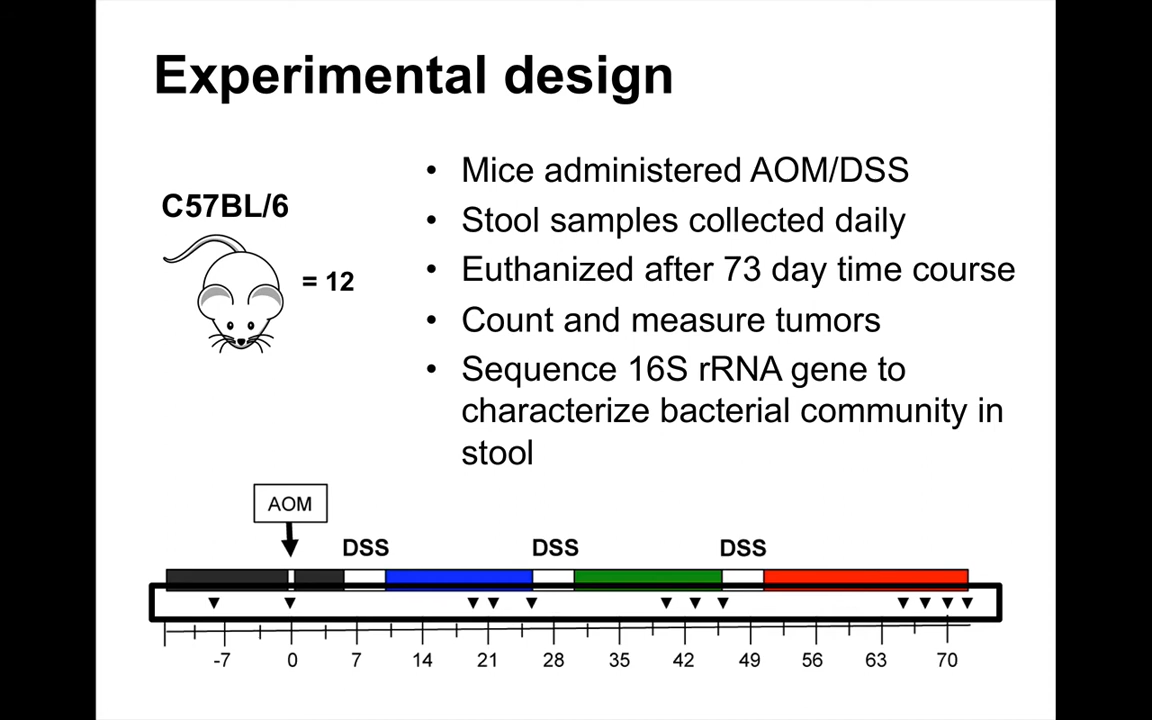 Experimental design
C57BL/6
= 12
• Mice administered AOM/DSS
• Stool samples collected daily
• Euthanized after 73 day time course
• Count and measure tumors
• Sequence 16S rRNA gene to
characterize bacterial community in
stool
AOM
DSS DSS DSS
-7 0 7 14 21 28 35 42 49 56 63 70